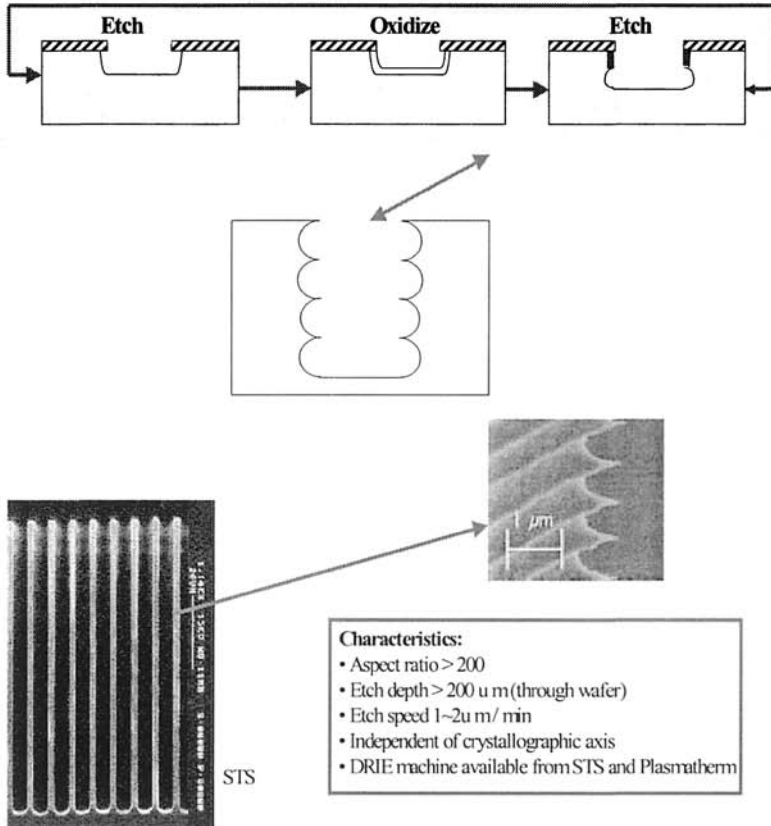 Etch
Oxidize
Etch
1 µm
STS
Characteristics:
• Aspect ratio > 200
• Etch depth > 200 u m (through wafer)
• Etch speed 1~2u m / min
• Independent of crystallographic axis
• DRIE machine available from STS and Plasmatherm